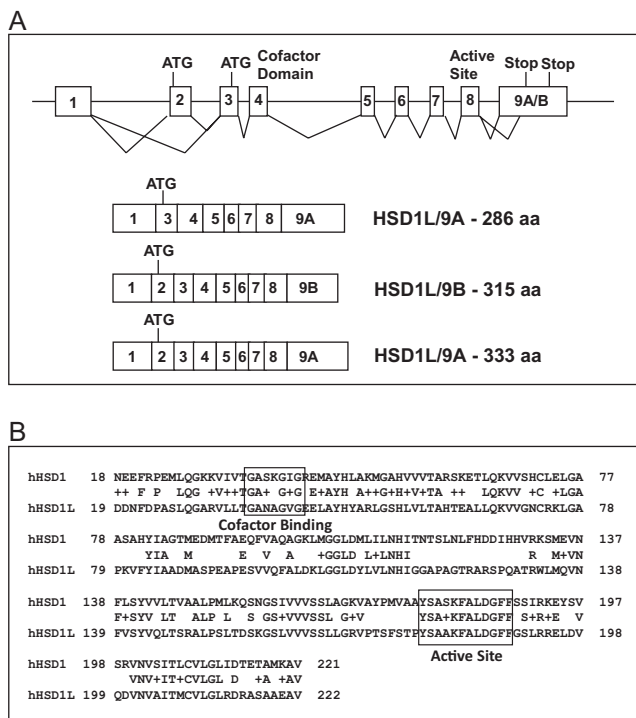 A
ATG ATG Cofactor Domain Active Site Stop Stop
1 2 3 4 5 6 7 8 9A/B
ATG
1 3 4 5 6 7 8 9A HSD1L/9A - 286 aa
ATG
1 2 3 4 5 6 7 8 9B HSD1L/9B - 315 aa
ATG
1 2 3 4 5 6 7 8 9A HSD1L/9A - 333 aa
B
hHSD1 18 NEEFRPEMLQGKKVIVTGASKGIGREMAYHLAKMGAHVVVTARSKETLQKVVSHCLELGA 77
++ F P LQG +V++TGA+ G+G E+AYHA ++G+H+V+TA ++ LQKVV +C +LGA
hHSD1L 19 DDNFDPASLQGARVLLTGANAGVGEELAYHYARLGSHLVLTAHTEALLQKVVGNCRKLGA 78
Cofactor Binding
hHSD1 78 ASAHYIAGTMEDMTFAEQFVAQAGKLMGGLDMLILNHITNTSLNLFHDDIHHVRKSMEVN 137
YIA M E V A +GGLD L+LNHI R M+VN
hHSD1L 79 PKVFYIAADMASPEAPESVVQFALDKLGGLDYLVLNHIGGAPAGTRARSPQATRWLMQVN 138
hHSD1 138 FLSYVVLTVAALPMLKQSNGSIVVVSSLAGKVAYPMVAAYSASKFALDGFFSSIRKEYSV 197
F+SYV LT ALP L S GS+VVVSSL G+V YSA+KFALDGFF S+R+E V
hHSD1L 139 FVSYVQLTSRALPSLTDSKGSLVVVSSLLGRVPTSFSTPYSAAKFALDGFFGSLRRELDV 198
Active Site
hHSD1 198 SRVNVSITLCVLGLIDTETAMKAV 221
VNV+IT+CVLGL D +A +AV
hHSD1L 199 QDVNVAITMCVLGLRDRASAAEAV 222